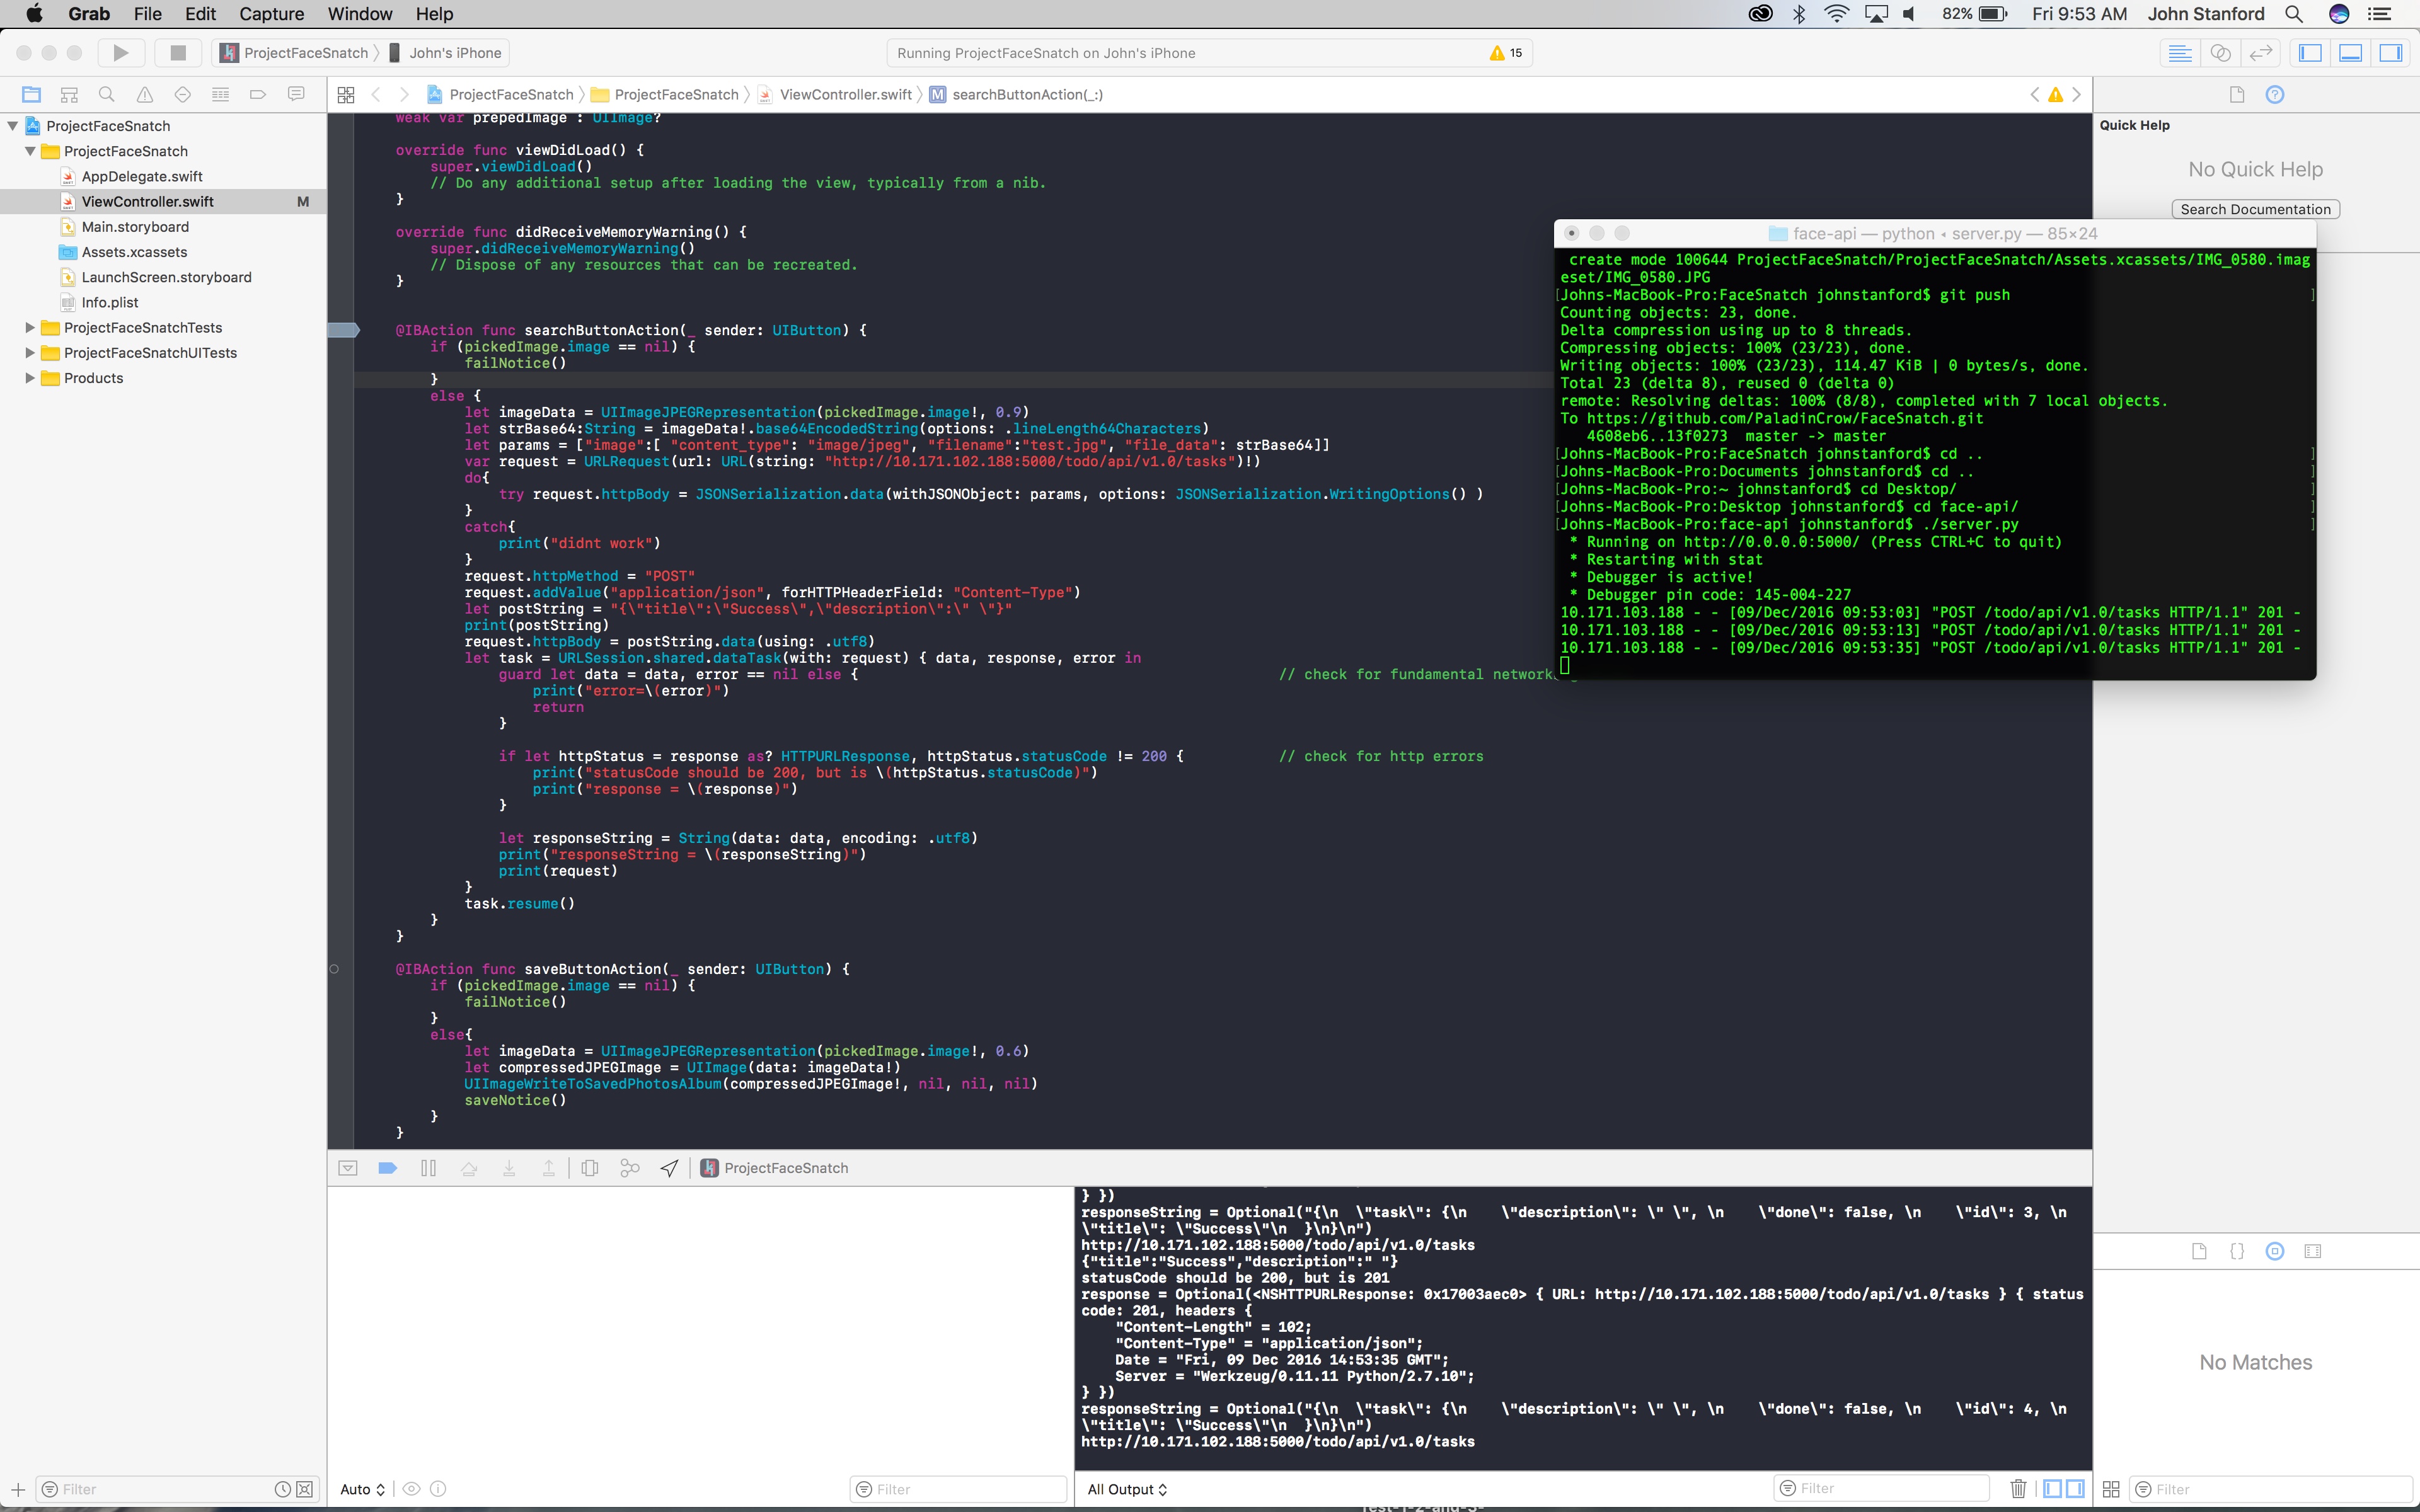 Grab File Edit Capture Window Help 82% Fri 9:53 AM John Stanford
ProjectFaceSnatch John's iPhone
Running ProjectFaceSnatch on John's iPhone 15
ProjectFaceSnatch ProjectFaceSnatch ViewController.swift M searchButtonAction(_:)
ProjectFaceSnatch
ProjectFaceSnatch
AppDelegate.swift
ViewController.swift M
Main.storyboard
Assets.xcassets
LaunchScreen.storyboard
Info.plist
ProjectFaceSnatchTests
ProjectFaceSnatchUITests
Products
Filter
weak var prepedImage : UIImage?
override func viewDidLoad() {
super.viewDidLoad()
// Do any additional setup after loading the view, typically from a nib.
}
override func didReceiveMemoryWarning() {
super.didReceiveMemoryWarning()
// Dispose of any resources that can be recreated.
}
@IBAction func searchButtonAction(_ sender: UIButton) {
if (pickedImage.image == nil) {
failNotice()
}
else {
let imageData = UIImageJPEGRepresentation(pickedImage.image!, 0.9)
let strBase64:String = imageData!.base64EncodedString(options: .lineLength64Characters)
let params = ["image":[ "content_type": "image/jpeg", "filename":"test.jpg", "file_data": strBase64]]
var request = URLRequest(url: URL(string: "http://10.171.102.188:5000/todo/api/v1.0/tasks")!)
do{
try request.httpBody = JSONSerialization.data(withJSONObject: params, options: JSONSerialization.WritingOptions() )
}
catch{
print("didnt work")
}
request.httpMethod = "POST"
request.addValue("application/json", forHTTPHeaderField: "Content-Type")
let postString = "{\"title\":\"Success\",\"description\":\" \"}"
print(postString)
request.httpBody = postString.data(using: .utf8)
let task = URLSession.shared.dataTask(with: request) { data, response, error in
guard let data = data, error == nil else { // check for fundamental network
print("error=\(error)")
return
}
if let httpStatus = response as? HTTPURLResponse, httpStatus.statusCode != 200 { // check for http errors
print("statusCode should be 200, but is \(httpStatus.statusCode)")
print("response = \(response)")
}
let responseString = String(data: data, encoding: .utf8)
print("responseString = \(responseString)")
print(request)
}
task.resume()
}
}
@IBAction func saveButtonAction(_ sender: UIButton) {
if (pickedImage.image == nil) {
failNotice()
}
else{
let imageData = UIImageJPEGRepresentation(pickedImage.image!, 0.6)
let compressedJPEGImage = UIImage(data: imageData!)
UIImageWriteToSavedPhotosAlbum(compressedJPEGImage!, nil, nil, nil)
saveNotice()
}
}
Quick Help
No Quick Help
Search Documentation
face-api — python ◂ server.py — 85×24
create mode 100644 ProjectFaceSnatch/ProjectFaceSnatch/Assets.xcassets/IMG_0580.imag
eset/IMG_0580.JPG
[Johns-MacBook-Pro:FaceSnatch johnstanford$ git push ]
Counting objects: 23, done.
Delta compression using up to 8 threads.
Compressing objects: 100% (23/23), done.
Writing objects: 100% (23/23), 114.47 KiB | 0 bytes/s, done.
Total 23 (delta 8), reused 0 (delta 0)
remote: Resolving deltas: 100% (8/8), completed with 7 local objects.
To https://github.com/PaladinCrow/FaceSnatch.git
4608eb6..13f0273 master -> master
[Johns-MacBook-Pro:FaceSnatch johnstanford$ cd .. ]
[Johns-MacBook-Pro:Documents johnstanford$ cd .. ]
[Johns-MacBook-Pro:~ johnstanford$ cd Desktop/ ]
[Johns-MacBook-Pro:Desktop johnstanford$ cd face-api/ ]
[Johns-MacBook-Pro:face-api johnstanford$ ./server.py ]
* Running on http://0.0.0.0:5000/ (Press CTRL+C to quit)
* Restarting with stat
* Debugger is active!
* Debugger pin code: 145-004-227
10.171.103.188 - - [09/Dec/2016 09:53:03] "POST /todo/api/v1.0/tasks HTTP/1.1" 201 -
10.171.103.188 - - [09/Dec/2016 09:53:13] "POST /todo/api/v1.0/tasks HTTP/1.1" 201 -
10.171.103.188 - - [09/Dec/2016 09:53:35] "POST /todo/api/v1.0/tasks HTTP/1.1" 201 -
ProjectFaceSnatch
} })
responseString = Optional("{\n \"task\": {\n \"description\": \" \", \n \"done\": false, \n \"id\": 3, \n
\"title\": \"Success\"\n }\n}\n")
http://10.171.102.188:5000/todo/api/v1.0/tasks
{"title":"Success","description":" "}
statusCode should be 200, but is 201
response = Optional(<NSHTTPURLResponse: 0x17003aec0> { URL: http://10.171.102.188:5000/todo/api/v1.0/tasks } { status
code: 201, headers {
"Content-Length" = 102;
"Content-Type" = "application/json";
Date = "Fri, 09 Dec 2016 14:53:35 GMT";
Server = "Werkzeug/0.11.11 Python/2.7.10";
} })
responseString = Optional("{\n \"task\": {\n \"description\": \" \", \n \"done\": false, \n \"id\": 4, \n
\"title\": \"Success\"\n }\n}\n")
http://10.171.102.188:5000/todo/api/v1.0/tasks
No Matches
Auto Filter
All Output Filter
Filter